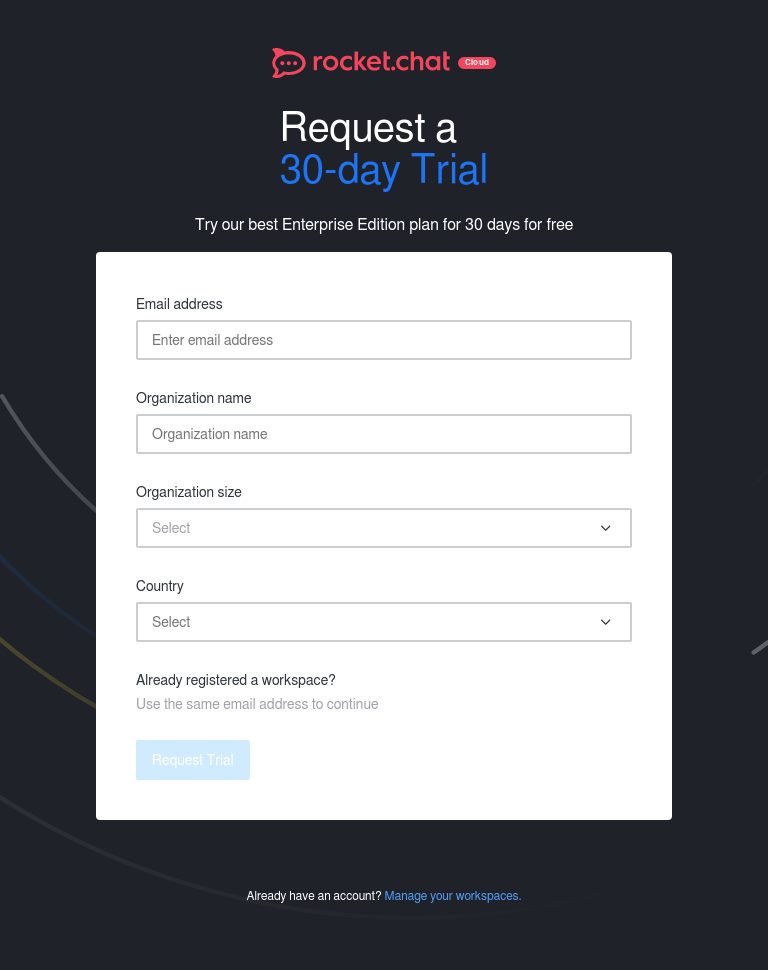 rocket.chat Cloud
Request a
30-day Trial
Try our best Enterprise Edition plan for 30 days for free
Email address
Enter email address
Organization name
Organization name
Organization size
Select
Country
Select
Already registered a workspace?
Use the same email address to continue
Request Trial
Already have an account? Manage your workspaces.